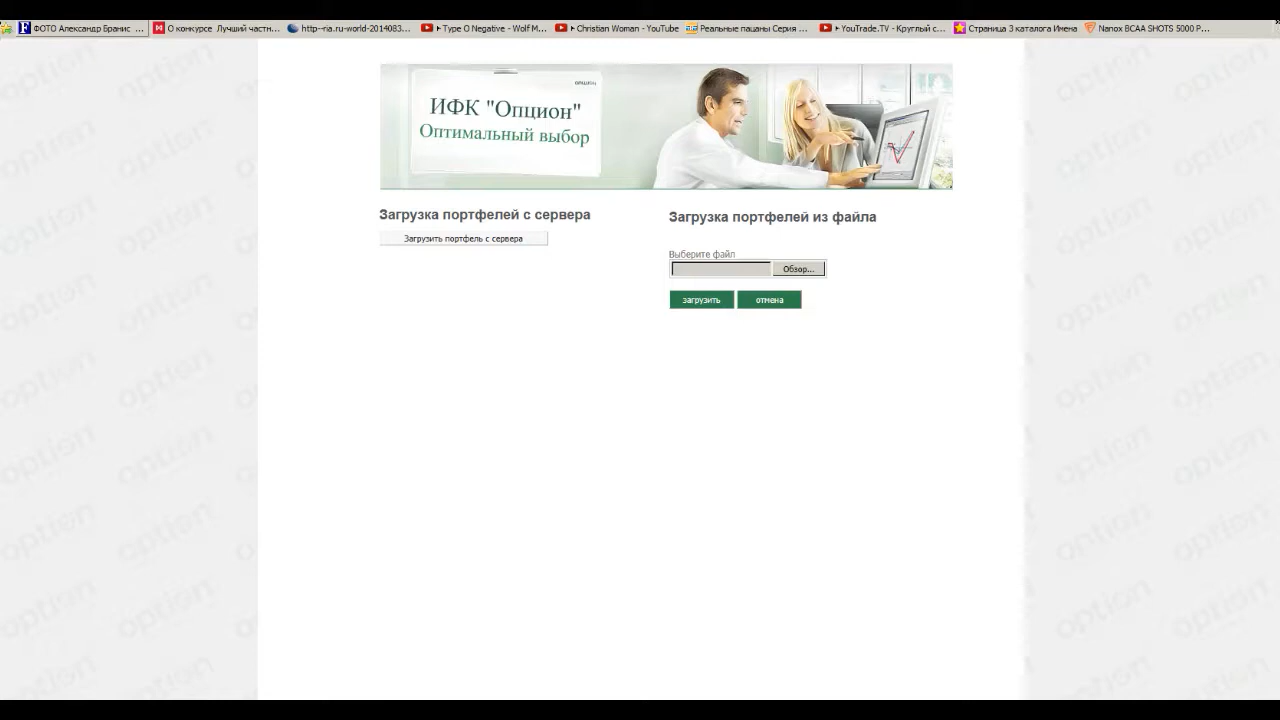 ФОТО Александр Бранис ...
О конкурсе Лучший частн...
http--ria.ru-world-2014083...
Type O Negative - Wolf M...
Christian Woman - YouTube
Реальные пацаны Серия ...
YouTrade.TV - Круглый с...
Страница 3 каталога Имена
Nanox BCAA SHOTS 5000 P...
ИФК "Опцион"
Оптимальный выбор
Загрузка портфелей с сервера
Загрузить портфель с сервера
Загрузка портфелей из файла
Выберите файл
Обзор...
загрузить
отмена
option